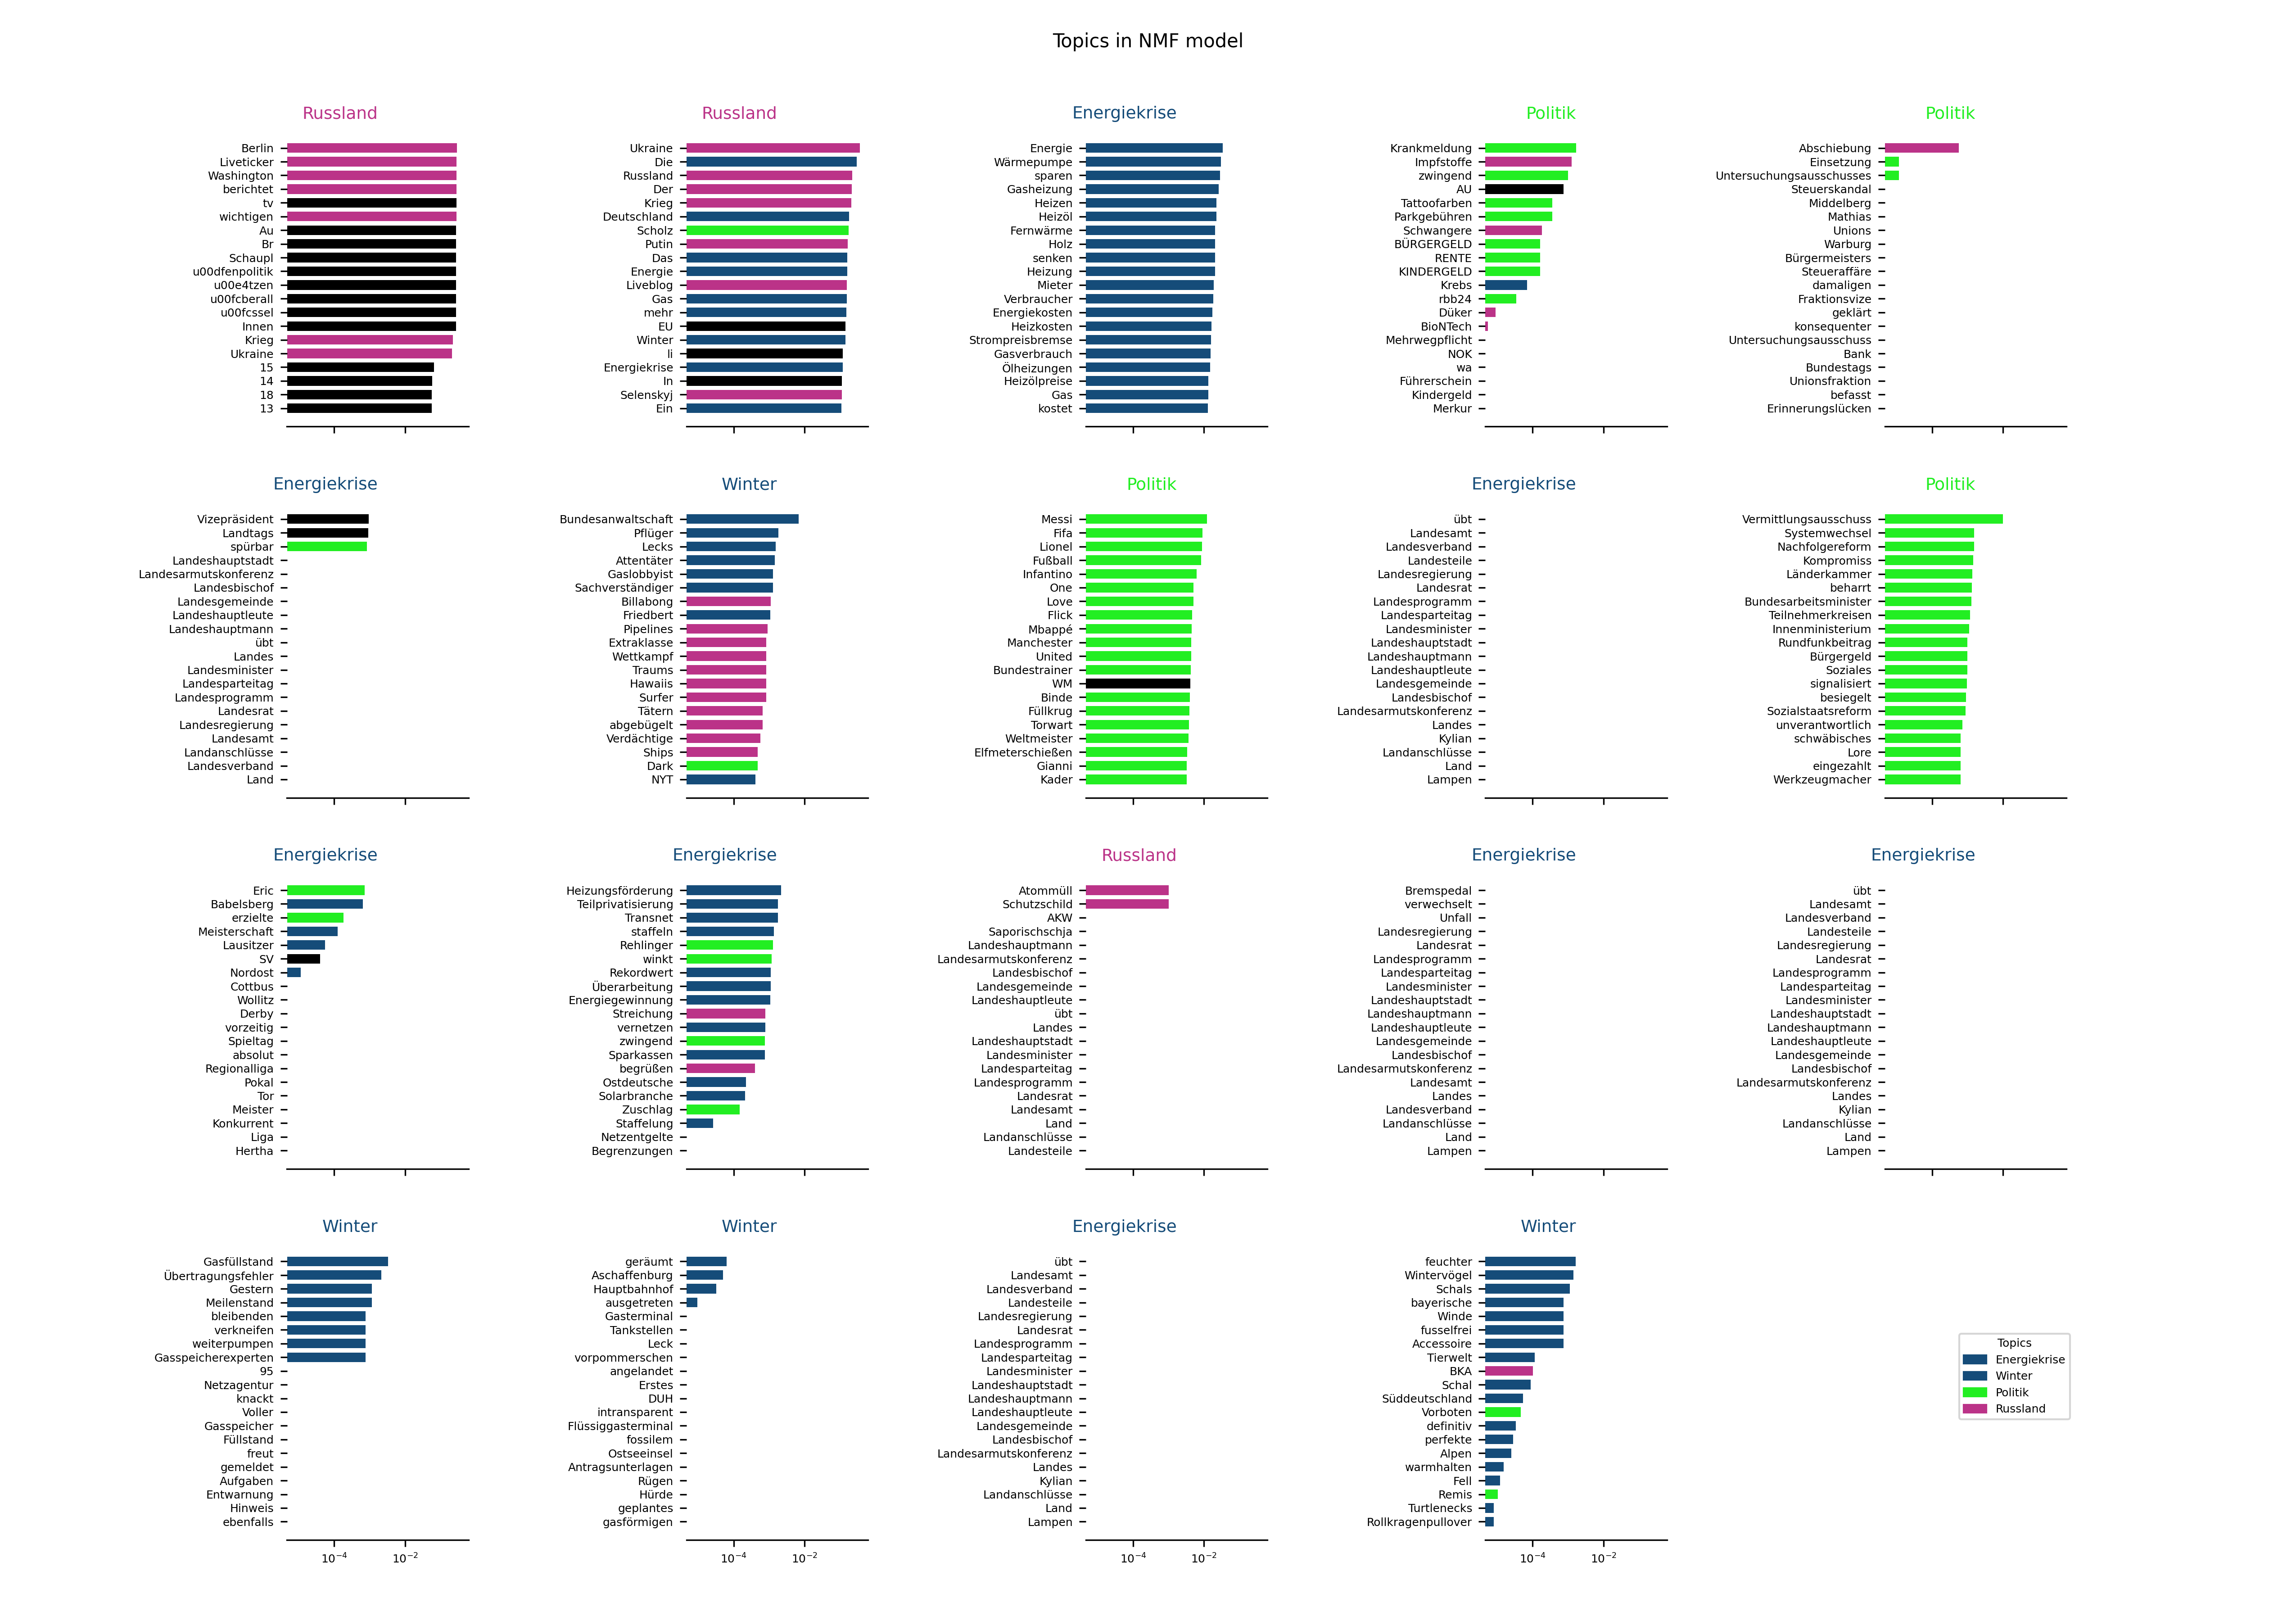 Topics in NMF model
Russland
Berlin
Liveticker
Washington
berichtet
tv
wichtigen
Au
Br
Schaupl
u00dfenpolitik
u00e4tzen
u00fcberall
u00fcssel
Innen
Krieg
Ukraine
15
14
18
13
Russland
Ukraine
Die
Russland
Der
Krieg
Deutschland
Scholz
Putin
Das
Energie
Liveblog
Gas
mehr
EU
Winter
li
Energiekrise
In
Selenskyj
Ein
Energiekrise
Energie
Wärmepumpe
sparen
Gasheizung
Heizen
Heizöl
Fernwärme
Holz
senken
Heizung
Mieter
Verbraucher
Energiekosten
Heizkosten
Strompreisbremse
Gasverbrauch
Ölheizungen
Heizölpreise
Gas
kostet
Politik
Krankmeldung
Impfstoffe
zwingend
AU
Tattoofarben
Parkgebühren
Schwangere
BÜRGERGELD
RENTE
KINDERGELD
Krebs
rbb24
Düker
BioNTech
Mehrwegpflicht
NOK
wa
Führerschein
Kindergeld
Merkur
Politik
Abschiebung
Einsetzung
Untersuchungsausschusses
Steuerskandal
Middelberg
Mathias
Unions
Warburg
Bürgermeisters
Steueraffäre
damaligen
Fraktionsvize
geklärt
konsequenter
Untersuchungsausschuss
Bank
Bundestags
Unionsfraktion
befasst
Erinnerungslücken
Energiekrise
Vizepräsident
Landtags
spürbar
Landeshauptstadt
Landesarmutskonferenz
Landesbischof
Landesgemeinde
Landeshauptleute
Landeshauptmann
übt
Landes
Landesminister
Landesparteitag
Landesprogramm
Landesrat
Landesregierung
Landesamt
Landanschlüsse
Landesverband
Land
Winter
Bundesanwaltschaft
Pflüger
Lecks
Attentäter
Gaslobbyist
Sachverständiger
Billabong
Friedbert
Pipelines
Extraklasse
Wettkampf
Traums
Hawaiis
Surfer
Tätern
abgebügelt
Verdächtige
Ships
Dark
NYT
Politik
Messi
Fifa
Lionel
Fußball
Infantino
One
Love
Flick
Mbappé
Manchester
United
Bundestrainer
WM
Binde
Füllkrug
Torwart
Weltmeister
Elfmeterschießen
Gianni
Kader
Energiekrise
übt
Landesamt
Landesverband
Landesteile
Landesregierung
Landesrat
Landesprogramm
Landesparteitag
Landesminister
Landeshauptstadt
Landeshauptmann
Landeshauptleute
Landesgemeinde
Landesbischof
Landesarmutskonferenz
Landes
Kylian
Landanschlüsse
Land
Lampen
Politik
Vermittlungsausschuss
Systemwechsel
Nachfolgereform
Kompromiss
Länderkammer
beharrt
Bundesarbeitsminister
Teilnehmerkreisen
Innenministerium
Rundfunkbeitrag
Bürgergeld
Soziales
signalisiert
besiegelt
Sozialstaatsreform
unverantwortlich
schwäbisches
Lore
eingezahlt
Werkzeugmacher
Energiekrise
Eric
Babelsberg
erzielte
Meisterschaft
Lausitzer
SV
Nordost
Cottbus
Wollitz
Derby
vorzeitig
Spieltag
absolut
Regionalliga
Pokal
Tor
Meister
Konkurrent
Liga
Hertha
Energiekrise
Heizungsförderung
Teilprivatisierung
Transnet
staffeln
Rehlinger
winkt
Rekordwert
Überarbeitung
Energiegewinnung
Streichung
vernetzen
zwingend
Sparkassen
begrüßen
Ostdeutsche
Solarbranche
Zuschlag
Staffelung
Netzentgelte
Begrenzungen
Russland
Atommüll
Schutzschild
AKW
Saporischschja
Landeshauptmann
Landesarmutskonferenz
Landesbischof
Landesgemeinde
Landeshauptleute
übt
Landes
Landeshauptstadt
Landesminister
Landesparteitag
Landesprogramm
Landesrat
Landesamt
Land
Landanschlüsse
Landesteile
Energiekrise
Bremspedal
verwechselt
Unfall
Landesregierung
Landesrat
Landesprogramm
Landesparteitag
Landesminister
Landeshauptstadt
Landeshauptmann
Landeshauptleute
Landesgemeinde
Landesbischof
Landesarmutskonferenz
Landesamt
Landes
Landesverband
Landanschlüsse
Land
Lampen
Energiekrise
übt
Landesamt
Landesverband
Landesteile
Landesregierung
Landesrat
Landesprogramm
Landesparteitag
Landesminister
Landeshauptstadt
Landeshauptmann
Landeshauptleute
Landesgemeinde
Landesbischof
Landesarmutskonferenz
Landes
Kylian
Landanschlüsse
Land
Lampen
Winter
Gasfüllstand
Übertragungsfehler
Gestern
Meilenstand
bleibenden
verkneifen
weiterpumpen
Gasspeicherexperten
95
Netzagentur
knackt
Voller
Gasspeicher
Füllstand
freut
gemeldet
Aufgaben
Entwarnung
Hinweis
ebenfalls
10⁻⁴ 10⁻²
Winter
geräumt
Aschaffenburg
Hauptbahnhof
ausgetreten
Gasterminal
Tankstellen
Leck
vorpommerschen
angelandet
Erstes
DUH
intransparent
Flüssiggasterminal
fossilem
Ostseeinsel
Antragsunterlagen
Rügen
Hürde
geplantes
gasförmigen
10⁻⁴ 10⁻²
Energiekrise
übt
Landesamt
Landesverband
Landesteile
Landesregierung
Landesrat
Landesprogramm
Landesparteitag
Landesminister
Landeshauptstadt
Landeshauptmann
Landeshauptleute
Landesgemeinde
Landesbischof
Landesarmutskonferenz
Landes
Kylian
Landanschlüsse
Land
Lampen
10⁻⁴ 10⁻²
Winter
feuchter
Wintervögel
Schals
bayerische
Winde
fusselfrei
Accessoire
Tierwelt
BKA
Schal
Süddeutschland
Vorboten
definitiv
perfekte
Alpen
warmhalten
Fell
Remis
Turtlenecks
Rollkragenpullover
10⁻⁴ 10⁻²
Topics
Energiekrise
Winter
Politik
Russland